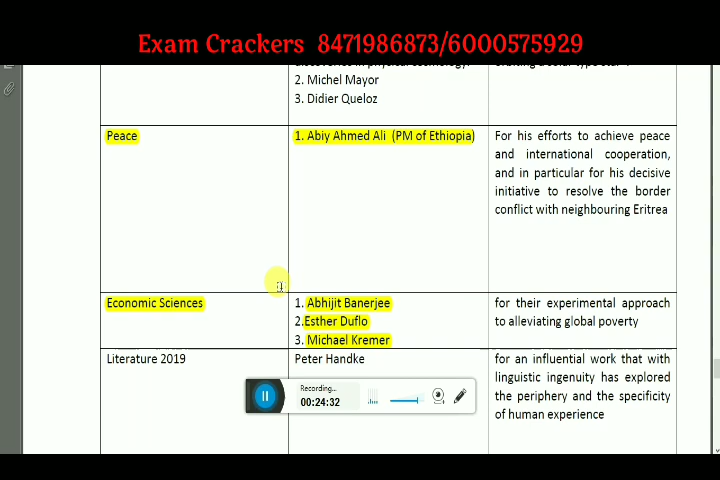 Exam Crackers 8471986873/6000575929
2. Michel Mayor
3. Didier Queloz
Peace
1. Abiy Ahmed Ali (PM of Ethiopia)
For his efforts to achieve peace
and international cooperation,
and in particular for his decisive
initiative to resolve the border
conflict with neighbouring Eritrea
Economic Sciences
1. Abhijit Banerjee
2.Esther Duflo
3. Michael Kremer
for their experimental approach
to alleviating global poverty
Literature 2019
Peter Handke
for an influential work that with
linguistic ingenuity has explored
the periphery and the specificity
of human experience
Recording...
00:24:32